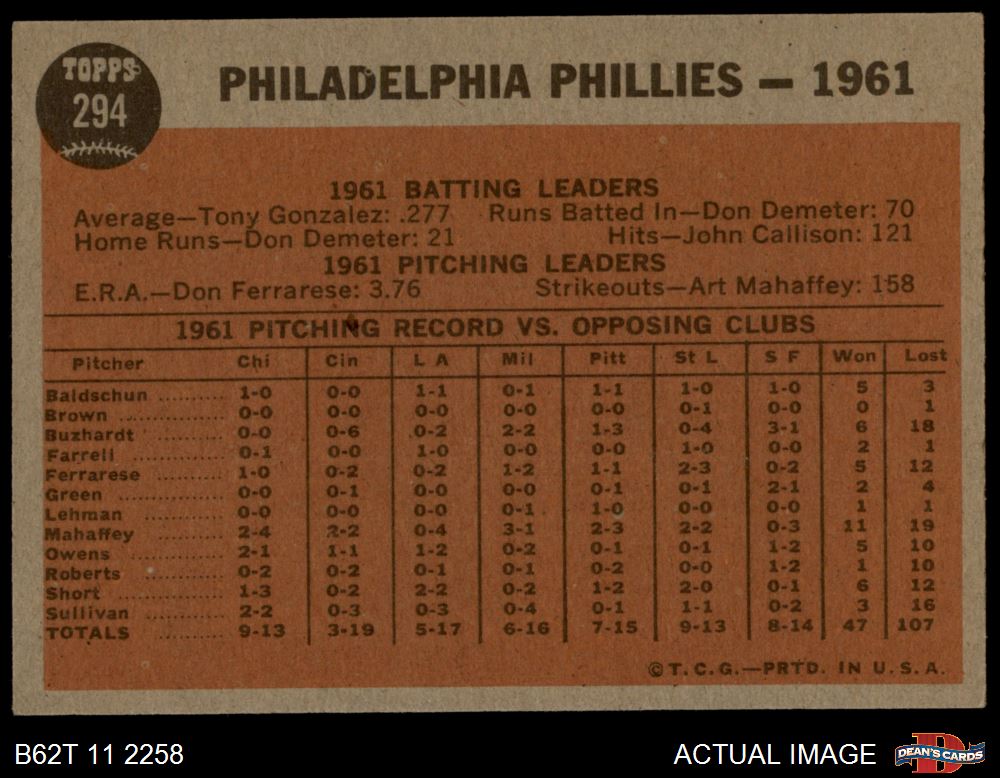 TOPPS
294
PHILADELPHIA PHILLIES — 1961
1961 BATTING LEADERS
Average—Tony Gonzalez: .277 Runs Batted In—Don Demeter: 70
Home Runs—Don Demeter: 21 Hits—John Callison: 121
1961 PITCHING LEADERS
E.R.A.—Don Ferrarese: 3.76 Strikeouts—Art Mahaffey: 158
1961 PITCHING RECORD VS. OPPOSING CLUBS
Pitcher Chi Cin L A Mil Pitt St L S F Won Lost
Baldschun .......... 1-0 0-0 1-1 0-1 1-1 1-0 1-0 5 3
Brown .............. 0-0 0-0 0-0 0-0 0-0 0-1 0-0 0 1
Buzhardt ........... 0-0 0-6 0-2 2-2 1-3 0-4 3-1 6 18
Farrell ............ 0-1 0-0 1-0 0-0 0-0 1-0 0-0 2 1
Ferrarese .......... 1-0 0-2 0-2 1-2 1-1 2-3 0-2 5 12
Green .............. 0-0 0-1 0-0 0-0 0-1 0-1 2-1 2 4
Lehman ............. 0-0 0-0 0-0 0-1 1-0 0-0 0-0 1 1
Mahaffey ........... 2-4 2-2 0-4 3-1 2-3 2-2 0-3 11 19
Owens .............. 2-1 1-1 1-2 0-2 0-1 0-1 1-2 5 10
Roberts ............ 0-2 0-2 0-1 0-1 0-2 0-0 1-2 1 10
Short .............. 1-3 0-2 2-2 0-2 1-2 2-0 0-1 6 12
Sullivan ........... 2-2 0-3 0-3 0-4 0-1 1-1 0-2 3 16
TOTALS 9-13 3-19 5-17 6-16 7-15 9-13 8-14 47 107
©T.C.G.—PRTD. IN U.S.A.
B62T 11 2258 ACTUAL IMAGE
DEAN'S CARDS